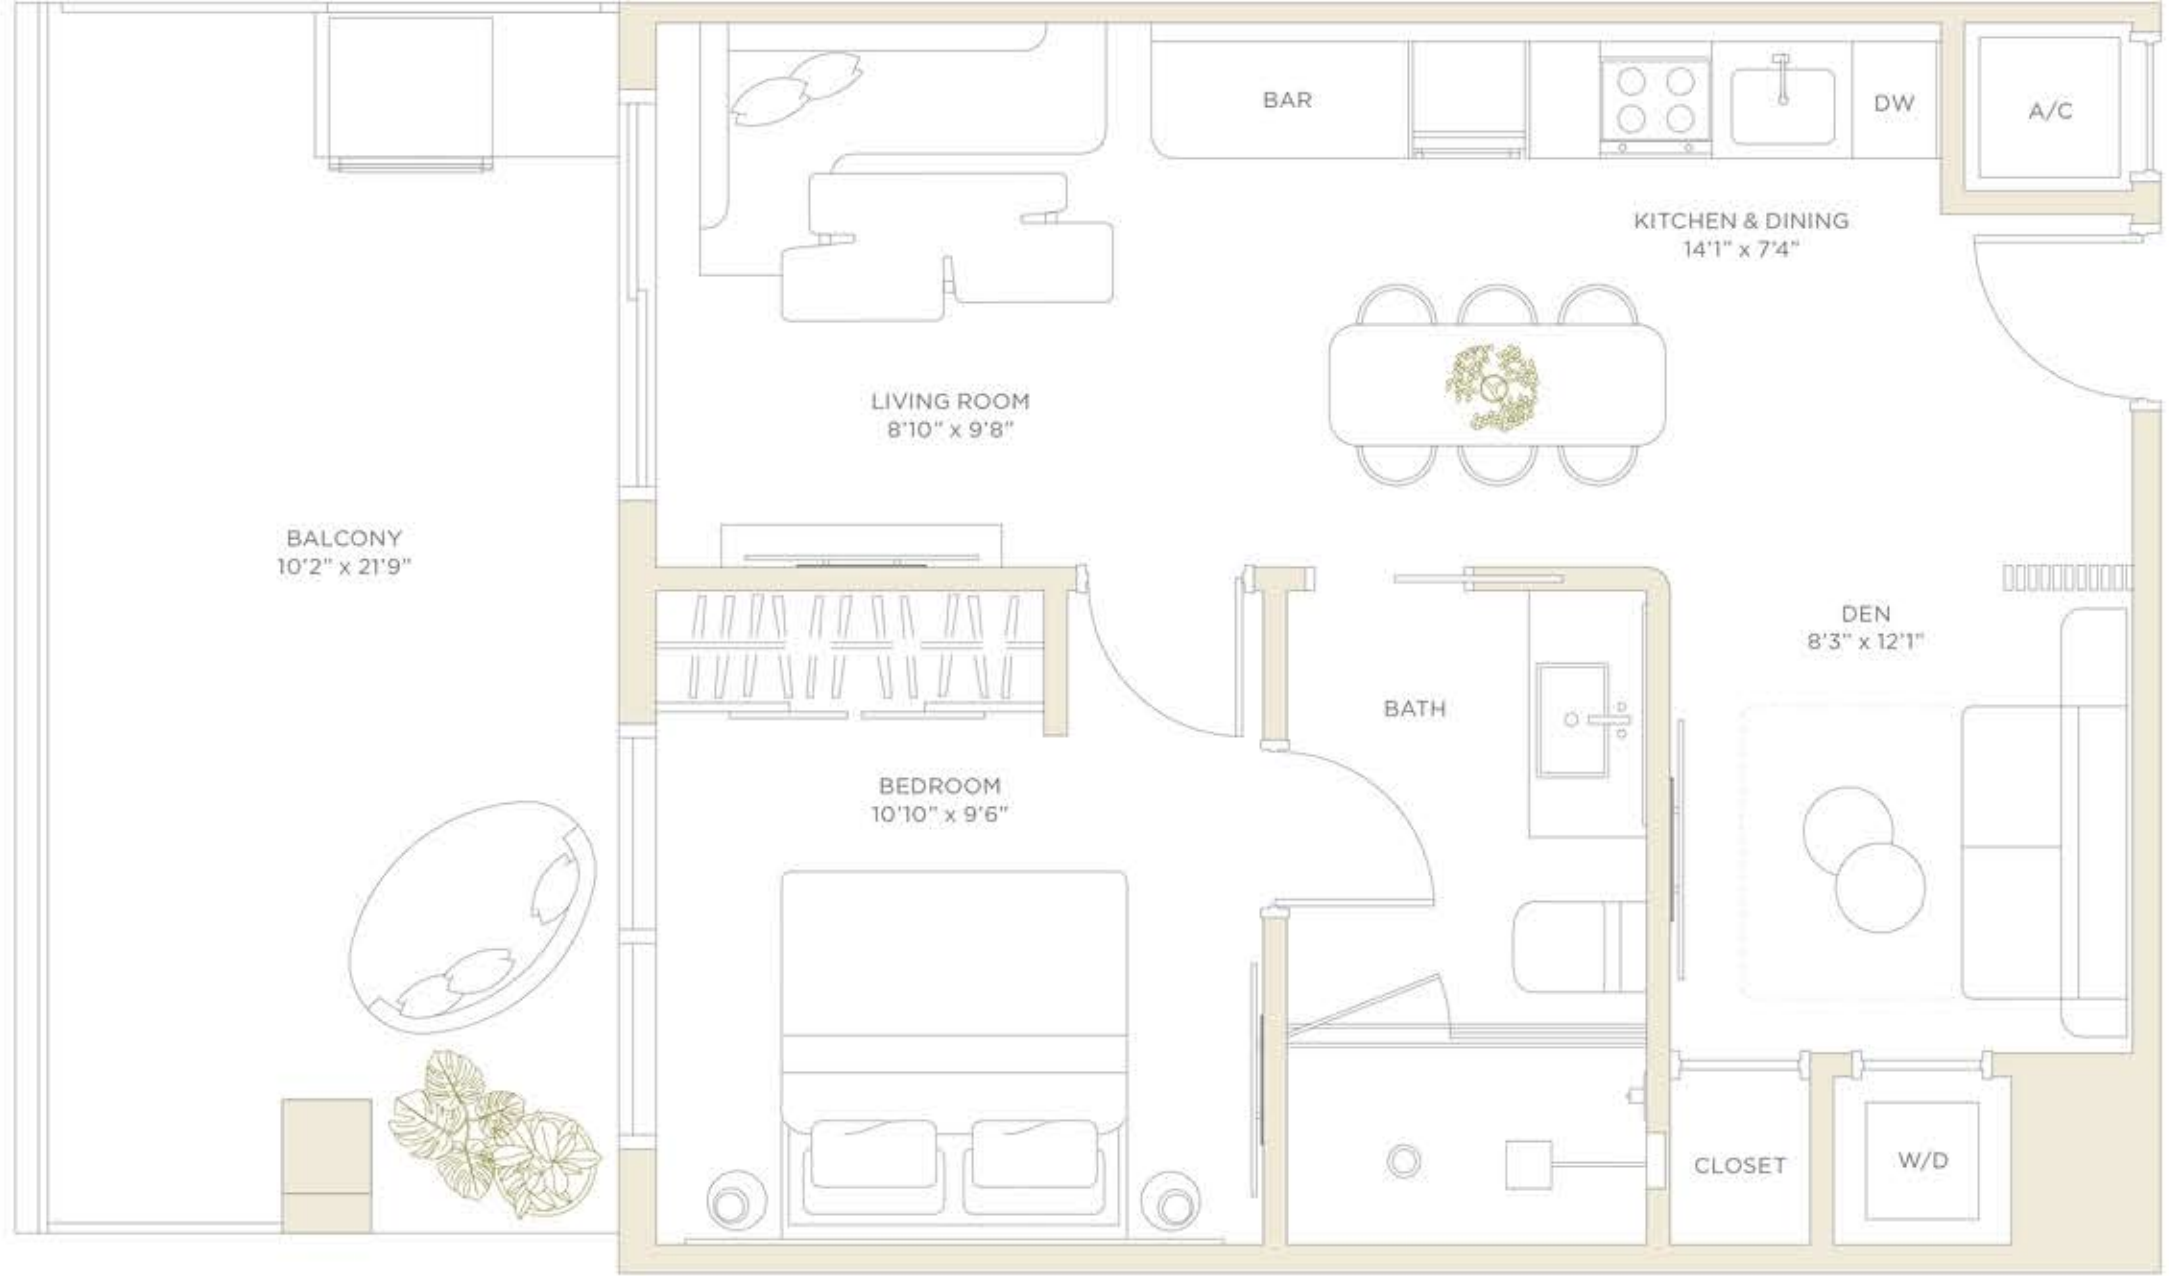 BAR
DW
A/C
KITCHEN & DINING
14'1" x 7'4"
LIVING ROOM
8'10" x 9'8"
BALCONY
10'2" x 21'9"
DEN
8'3" x 12'1"
BATH
BEDROOM
10'10" x 9'6"
CLOSET
W/D